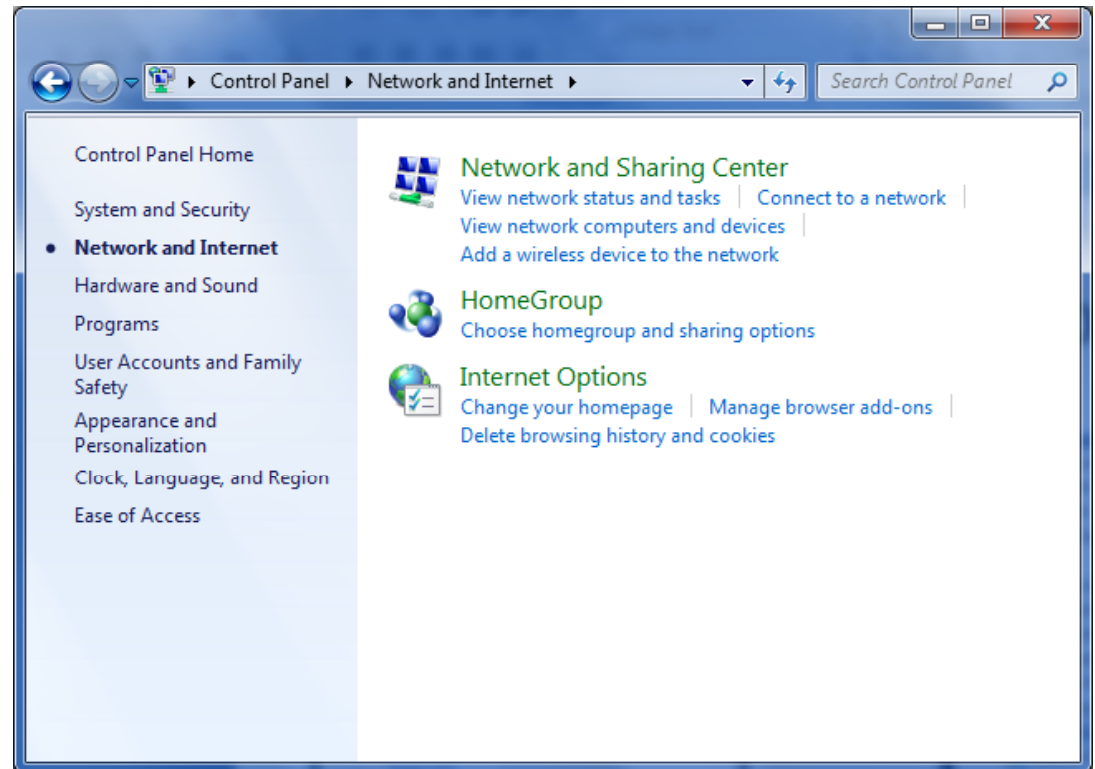 Control Panel Network and Internet Search Control Panel
Control Panel Home
System and Security
Network and Internet
Hardware and Sound
Programs
User Accounts and Family
Safety
Appearance and
Personalization
Clock, Language, and Region
Ease of Access
Network and Sharing Center
View network status and tasks Connect to a network
View network computers and devices
Add a wireless device to the network
HomeGroup
Choose homegroup and sharing options
Internet Options
Change your homepage Manage browser add-ons
Delete browsing history and cookies